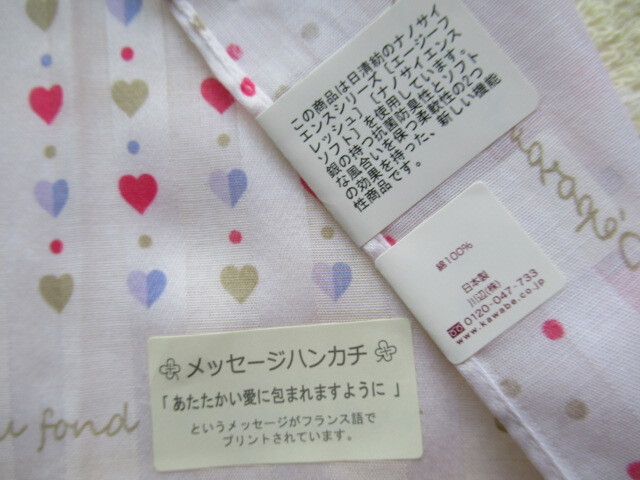 この商品は日清紡のナノサイ
エンスシリーズ［エージーフ
レッシュ］［ナノサイエンス
ソフト］を使用しています。
銀の持つ抗菌防臭性とソフト
な風合いを保つ柔軟性の2つ
の効果を持った、新しい機能
性商品です。
綿100%
日本製
川辺(株)
0120-047-733
www.kawabe.co.jp
メッセージハンカチ
「あたたかい愛に包まれますように 」
というメッセージがフランス語で
プリントされています。
u fond